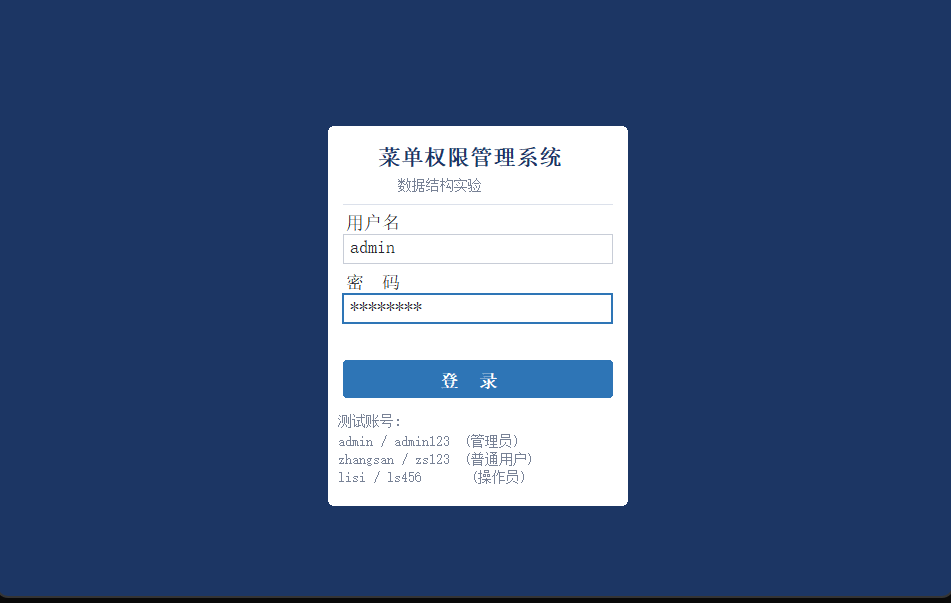 菜单权限管理系统
数据结构实验
用户名
admin
密 码
********
登 录
测试账号:
admin / admin123 (管理员)
zhangsan / zs123 (普通用户)
lisi / ls456 (操作员)